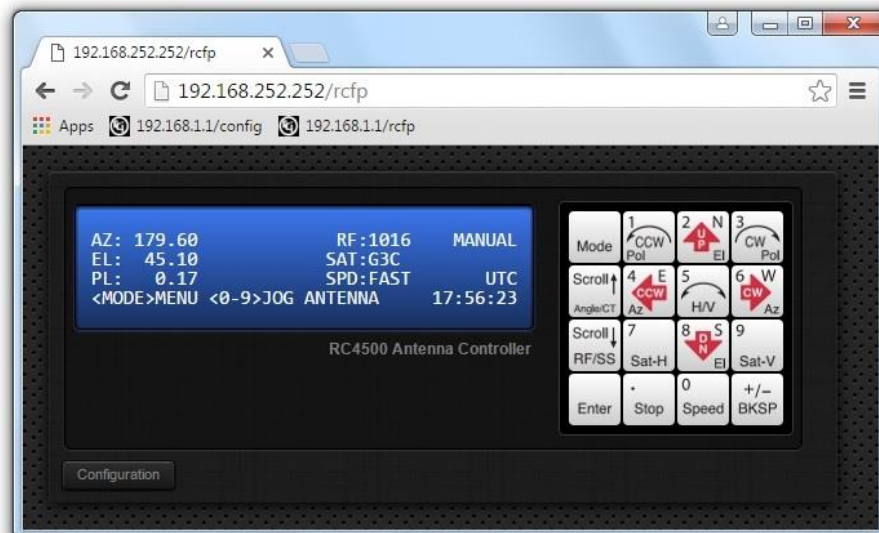 192.168.252.252/rcfp
192.168.252.252/rcfp
Apps 192.168.1.1/config 192.168.1.1/rcfp
AZ: 179.60 RF:1016 MANUAL
EL: 45.10 SAT:G3C
PL: 0.17 SPD:FAST UTC
<MODE>MENU <0-9>JOG ANTENNA 17:56:23
RC4500 Antenna Controller
Mode
1 CCW Pol
2 N UP El
3 CW Pol
Scroll Angle/CT
4 E CCW Az
5 H/V
6 W CW Az
Scroll RF/SS
7 Sat-H
8 S DN El
9 Sat-V
Enter
. Stop
0 Speed
+/- BKSP
Configuration